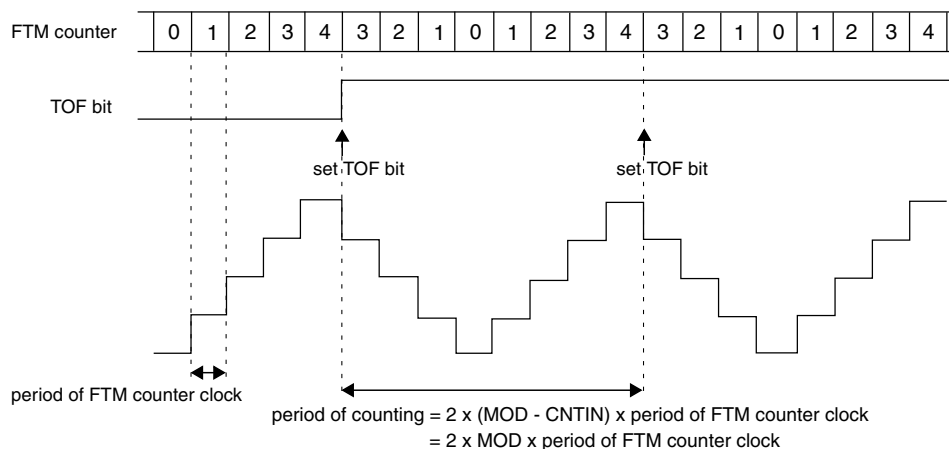 FTM counter 0 1 2 3 4 3 2 1 0 1 2 3 4 3 2 1 0 1 2 3 4
TOF bit
set TOF bit set TOF bit
period of FTM counter clock
period of counting = 2 x (MOD - CNTIN) x period of FTM counter clock
= 2 x MOD x period of FTM counter clock